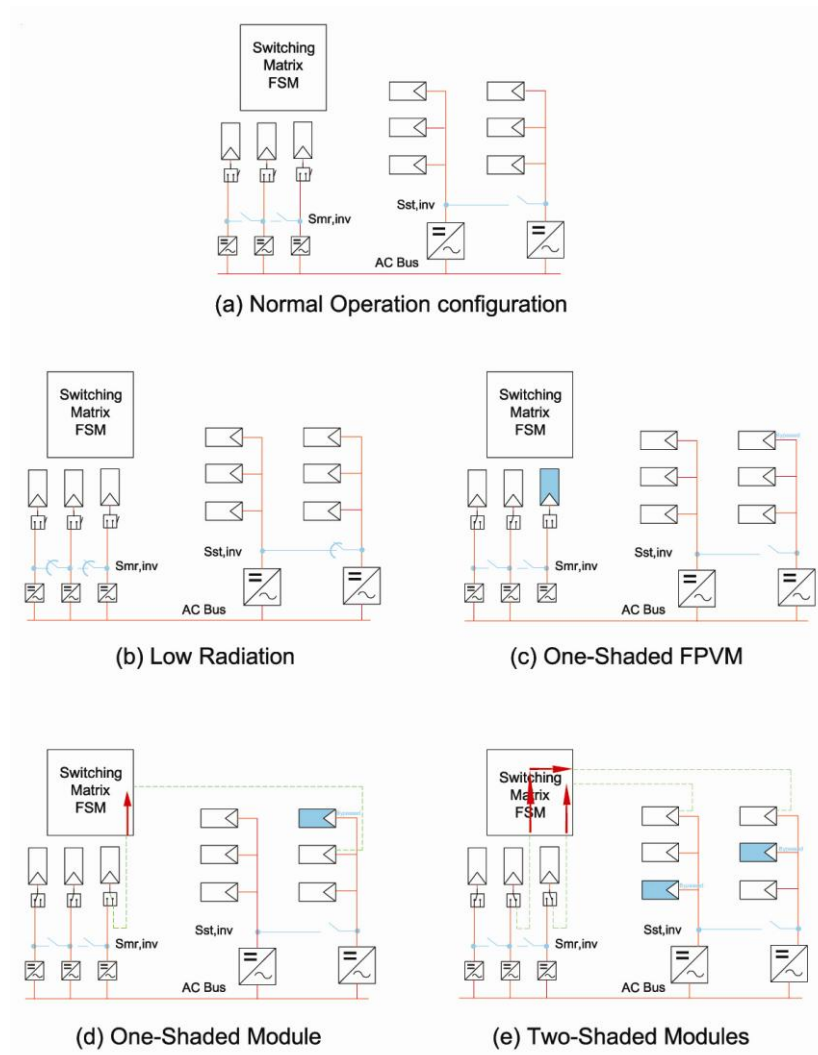 Switching
Matrix
FSM
Smr,inv
Sst,inv
AC Bus
(a) Normal Operation configuration
Switching
Matrix
FSM
Smr,inv
Sst,inv
AC Bus
(b) Low Radiation
Switching
Matrix
FSM
Smr,inv
Sst,inv
AC Bus
(c) One-Shaded FPVM
Switching
Matrix
FSM
Smr,inv
Sst,inv
AC Bus
(d) One-Shaded Module
Switching
Matrix
FSM
Smr,inv
Sst,inv
AC Bus
(e) Two-Shaded Modules